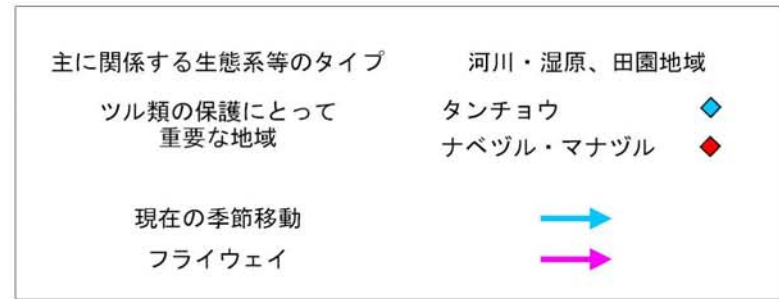 主に関係する生態系等のタイプ 河川・湿原、田園地域
ツル類の保護にとって
重要な地域
タンチョウ
ナベヅル・マナヅル
現在の季節移動
フライウェイ